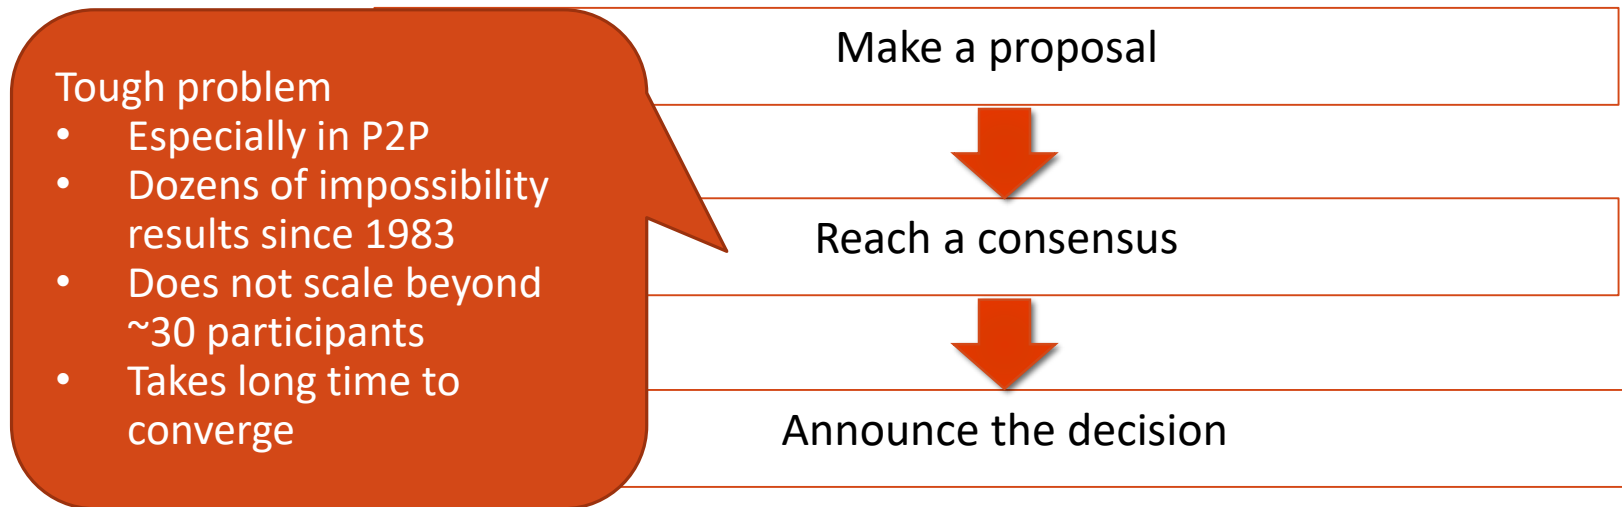 Tough problem
• Especially in P2P
• Dozens of impossibility
results since 1983
• Does not scale beyond
~30 participants
• Takes long time to
converge
Make a proposal
Reach a consensus
Announce the decision